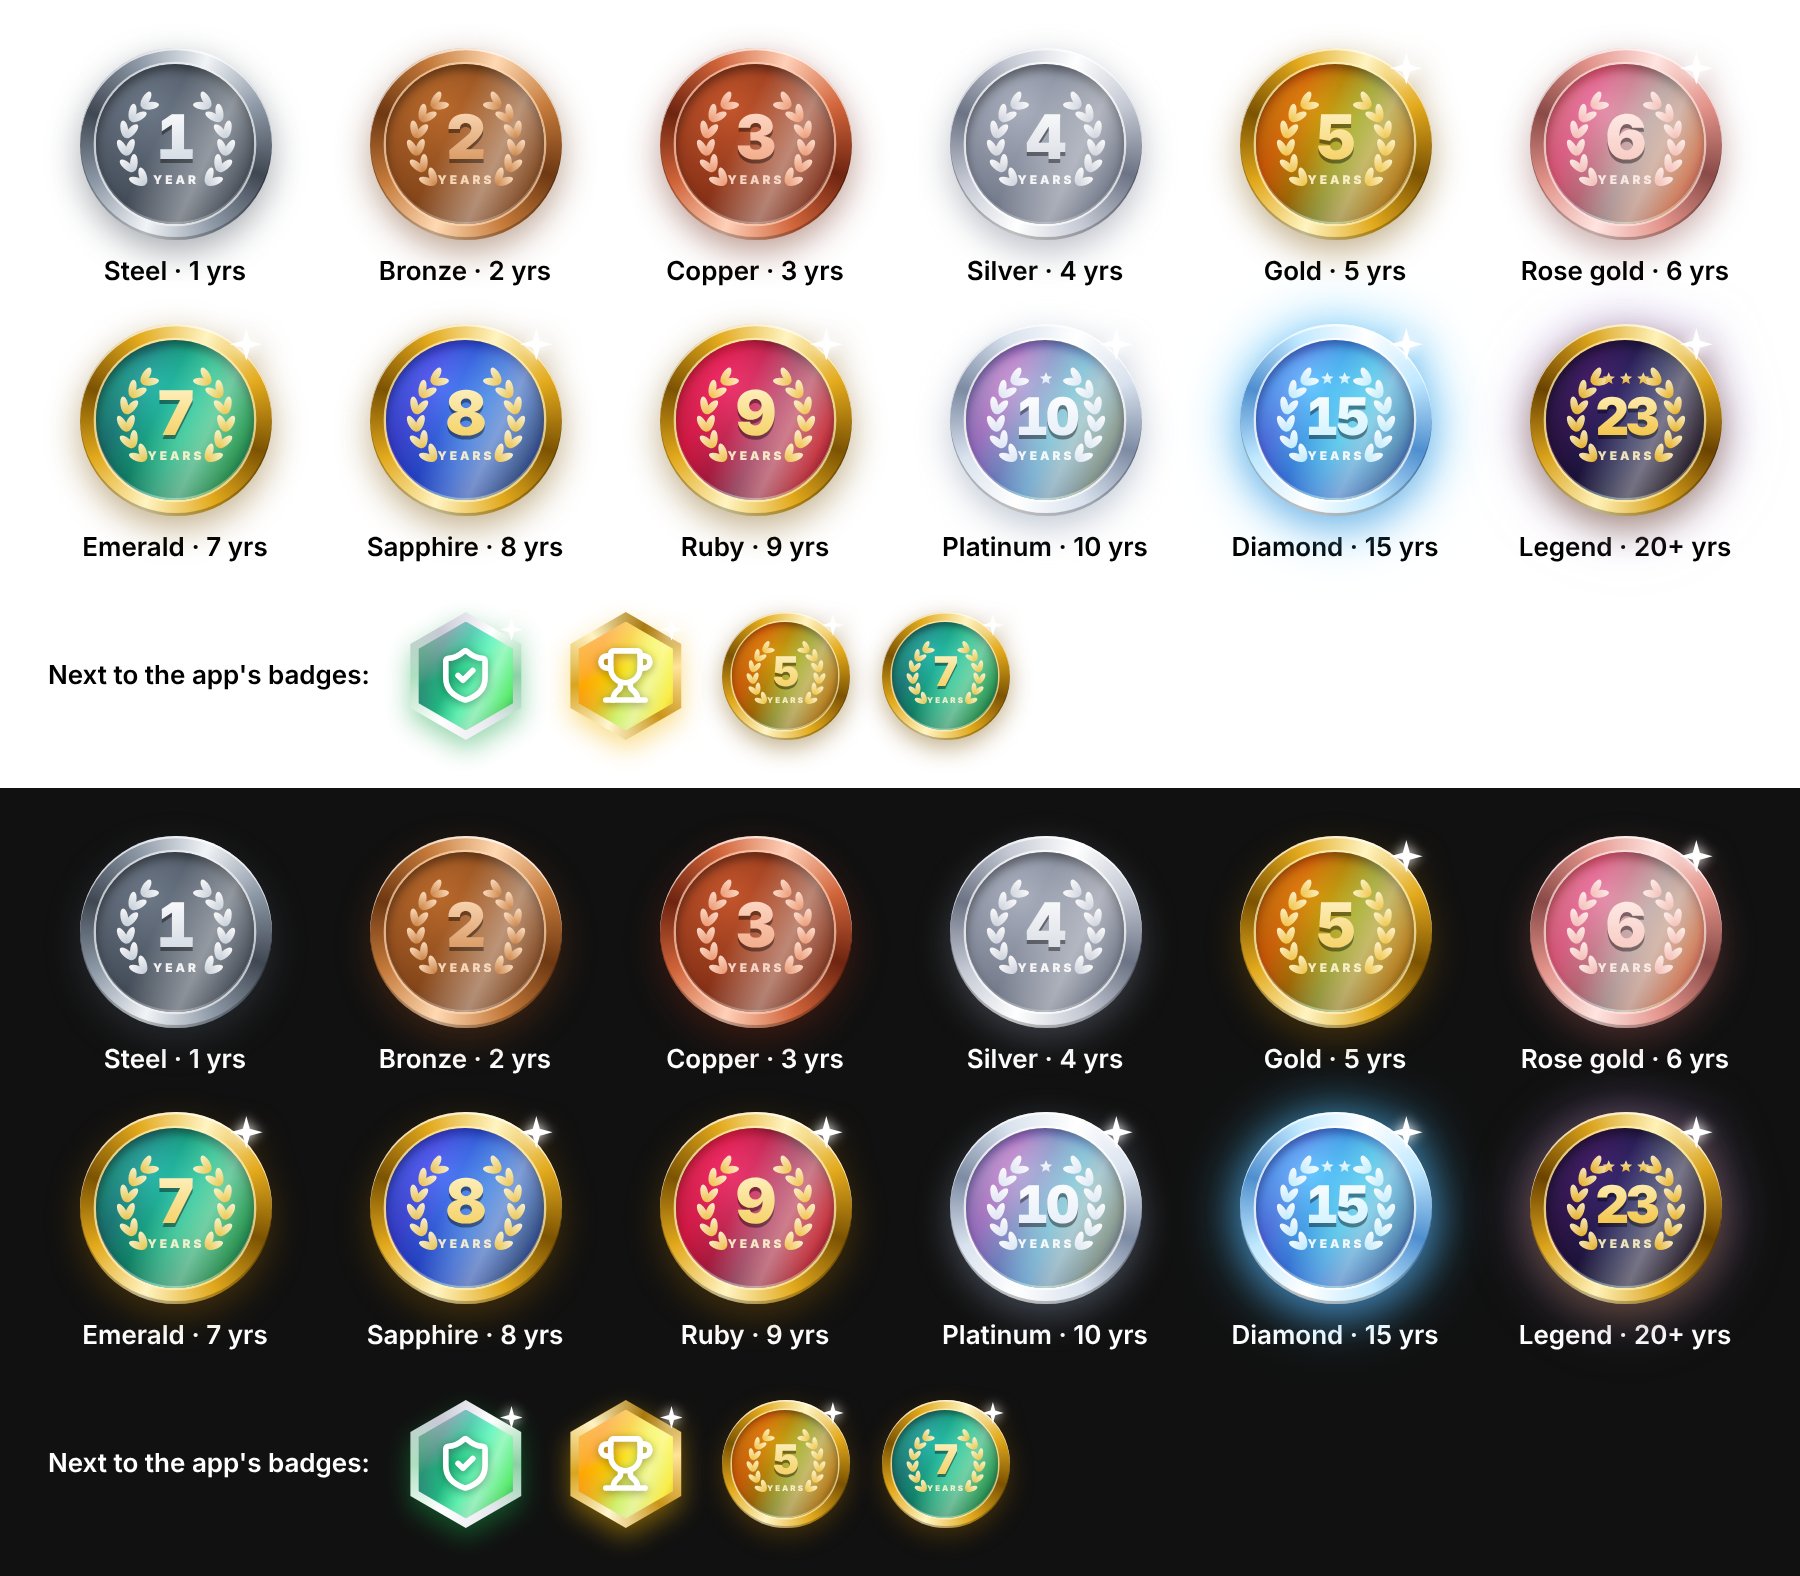 1 2 3 4 5 6
YEAR YEARS YEARS YEARS YEARS YEARS
Steel · 1 yrs Bronze · 2 yrs Copper · 3 yrs Silver · 4 yrs Gold · 5 yrs Rose gold · 6 yrs
7 8 9 10 15 23
YEARS YEARS YEARS YEARS YEARS YEARS
Emerald · 7 yrs Sapphire · 8 yrs Ruby · 9 yrs Platinum · 10 yrs Diamond · 15 yrs Legend · 20+ yrs
Next to the app's badges: 5 7
YEARS YEARS
1 2 3 4 5 6
YEAR YEARS YEARS YEARS YEARS YEARS
Steel · 1 yrs Bronze · 2 yrs Copper · 3 yrs Silver · 4 yrs Gold · 5 yrs Rose gold · 6 yrs
7 8 9 10 15 23
YEARS YEARS YEARS YEARS YEARS YEARS
Emerald · 7 yrs Sapphire · 8 yrs Ruby · 9 yrs Platinum · 10 yrs Diamond · 15 yrs Legend · 20+ yrs
Next to the app's badges: 5 7
YEARS YEARS